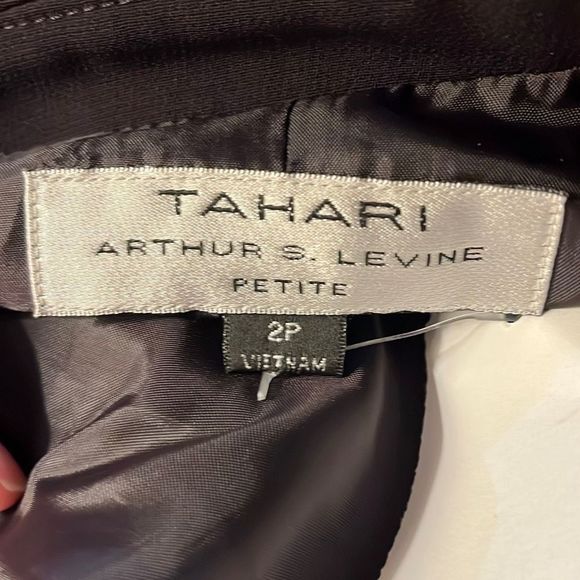 TAHARI
ARTHUR S. LEVINE
PETITE
2P
VIETNAM